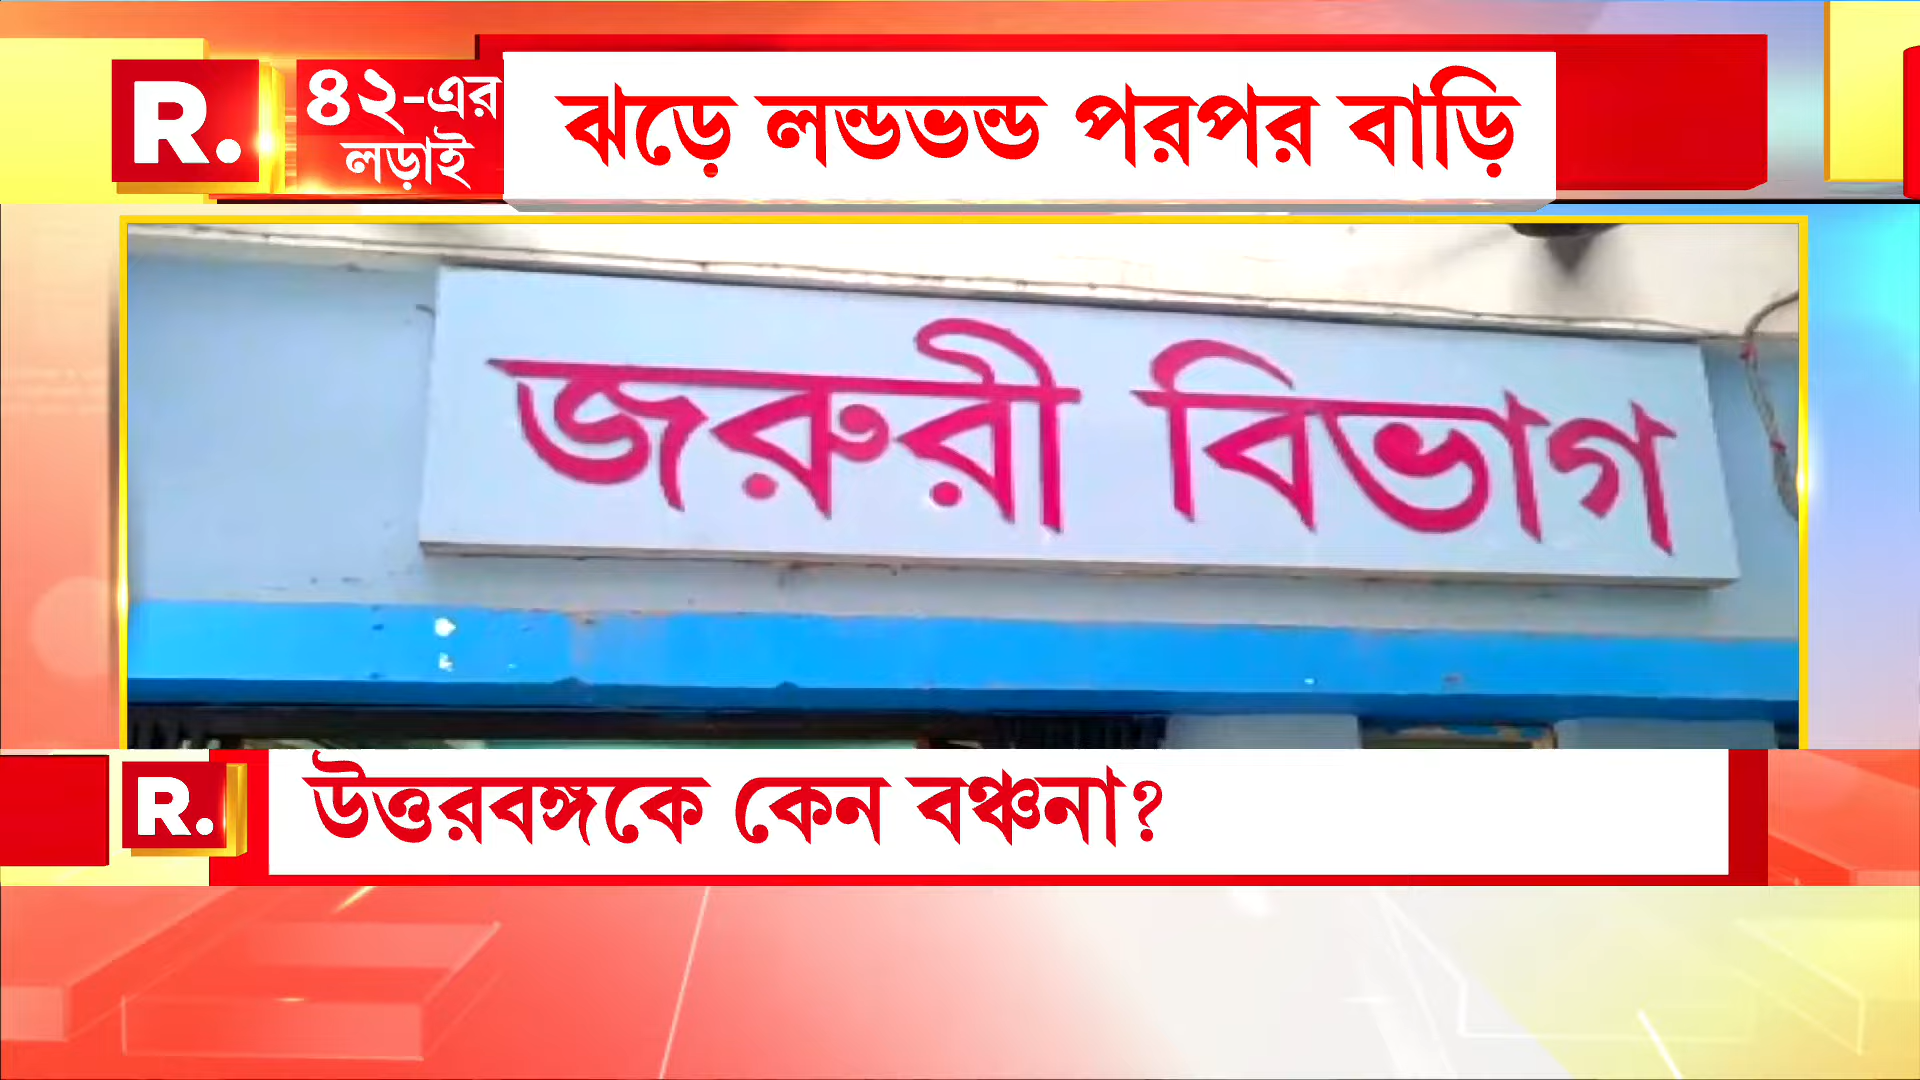 R.
৪২-এর
লড়াই
ঝড়ে লন্ডভন্ড পরপর বাড়ি
জরুরী বিভাগ
R.
উত্তরবঙ্গকে কেন বঞ্চনা?